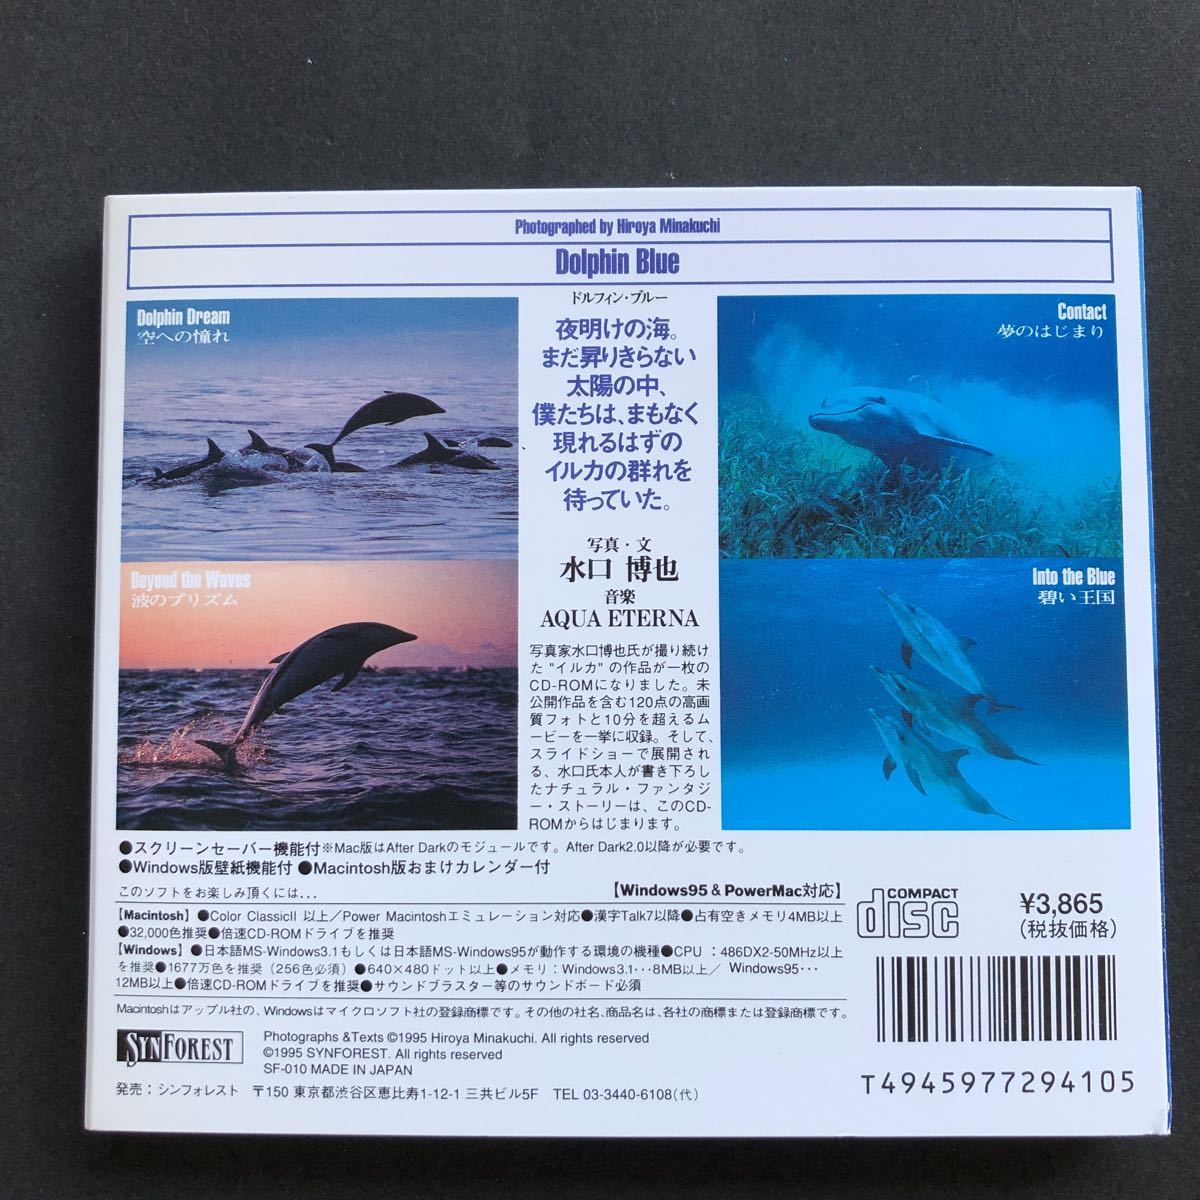 Photographed by Hiroya Minakuchi
Dolphin Blue
Dolphin Dream
空への憧れ
Beyond the Waves
波のプリズム
ドルフィン・ブルー
夜明けの海。
まだ昇りきらない
太陽の中、
僕たちは、まもなく
現れるはずの
イルカの群れを
待っていた。
写真・文
水口 博也
音楽
AQUA ETERNA
写真家水口博也氏が撮り続け
た "イルカ" の作品が一枚の
CD-ROMになりました。未
公開作品を含む120点の高画
質フォトと10分を超えるム
ービーを一挙に収録。そして、
スライドショーで展開され
る、水口氏本人が書き下ろし
たナチュラル・ファンタジ
ー・ストーリーは、このCD-
ROMからはじまります。
Contact
夢のはじまり
Into the Blue
碧い王国
●スクリーンセーバー機能付※Mac版はAfter Darkのモジュールです。After Dark2.0以降が必要です。
●Windows版壁紙機能付 ●Macintosh版おまけカレンダー付
このソフトをお楽しみ頂くには...
【Windows95 & PowerMac対応】
【Macintosh】●Color ClassicII 以上／Power Macintoshエミュレーション対応●漢字Talk7以降●占有空きメモリ4MB以上
●32,000色推奨●倍速CD-ROMドライブを推奨
【Windows】●日本語MS-Windows3.1もしくは日本語MS-Windows95が動作する環境の機種●CPU ：486DX2-50MHz以上
を推奨●1677万色を推奨（256色必須）●640×480ドット以上●メモリ：Windows3.1…8MB以上／ Windows95…
12MB以上●倍速CD-ROMドライブを推奨●サウンドブラスター等のサウンドボード必須
Macintoshはアップル社の、Windowsはマイクロソフト社の登録商標です。その他の社名、商品名は、各社の商標または登録商標です。
COMPACT
disc
¥3,865
(税抜価格)
SYNFOREST
Photographs &Texts ©1995 Hiroya Minakuchi. All rights reserved
©1995 SYNFOREST. All rights reserved
SF-010 MADE IN JAPAN
発売：シンフォレスト 〒150 東京都渋谷区恵比寿1-12-1 三共ビル5F TEL 03-3440-6108(代)
T4945977294105